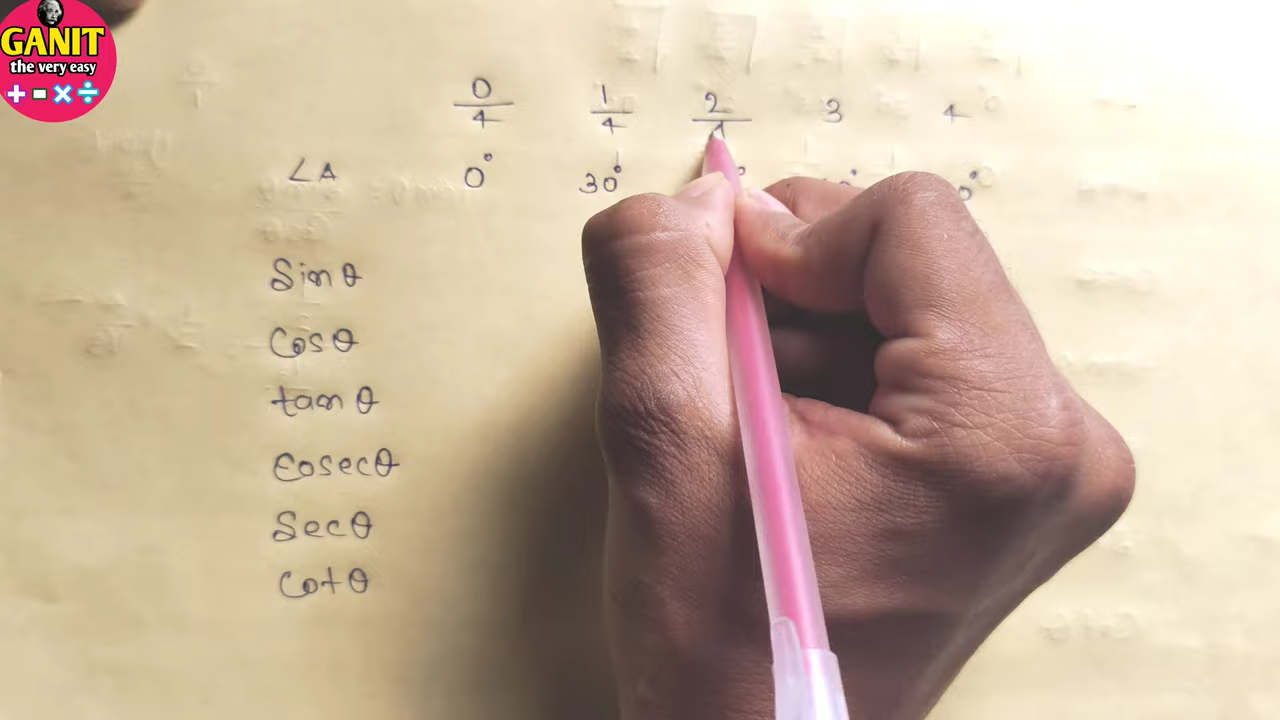 GANIT
the very easy
+ - × ÷
0/4 1/4 2/4 3 4
∠A 0° 30°
Sinθ
Cosθ
tanθ
Cosecθ
Secθ
Cotθ